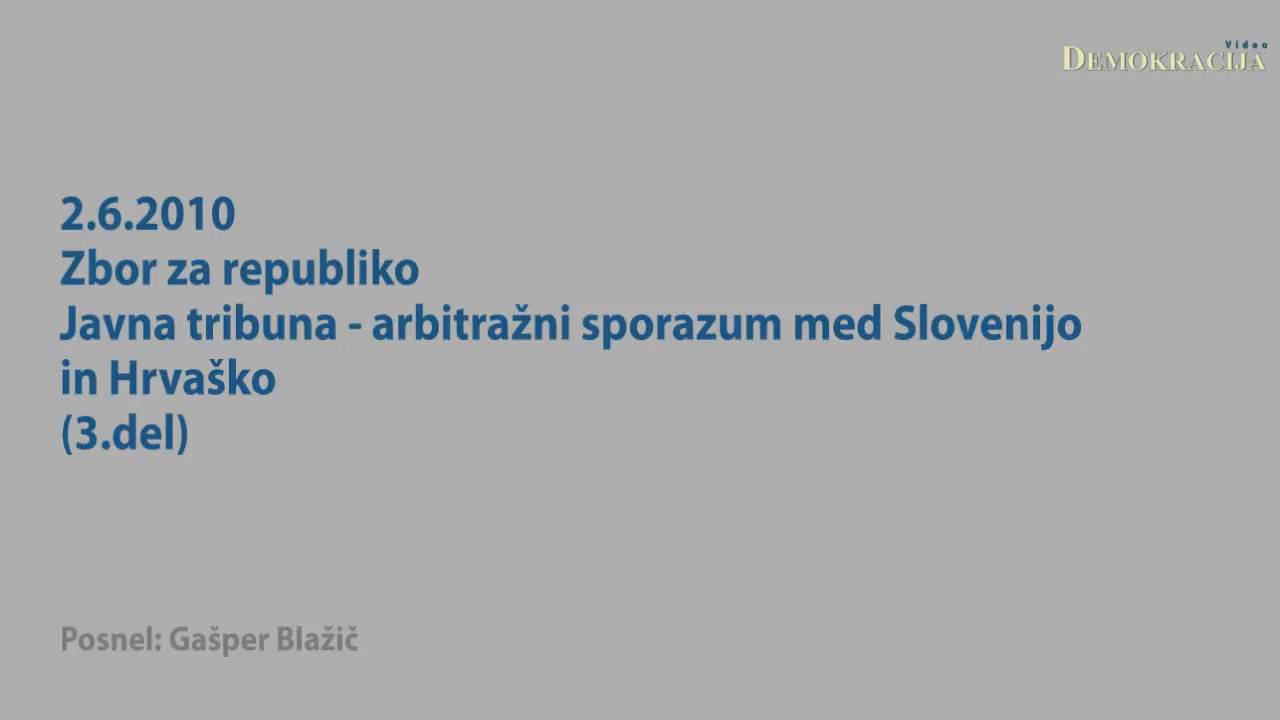 Video
DEMOKRACIJA
2.6.2010
Zbor za republiko
Javna tribuna - arbitražni sporazum med Slovenijo
in Hrvaško
(3.del)
Posnel: Gašper Blažič